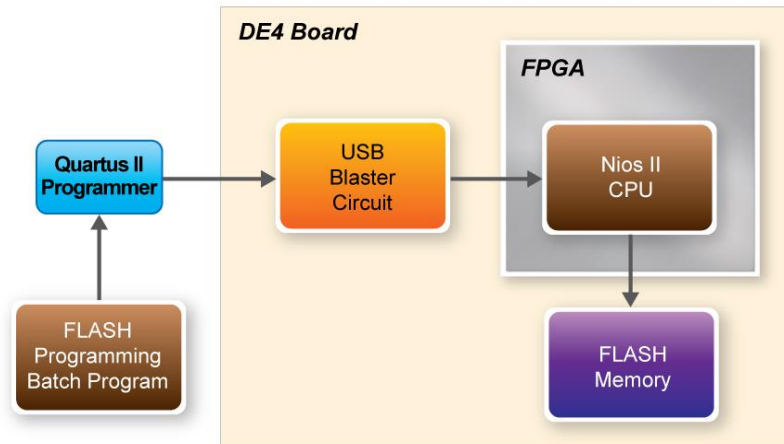 DE4 Board
FPGA
Quartus II
Programmer
USB
Blaster
Circuit
Nios II
CPU
FLASH
Programming
Batch Program
FLASH
Memory